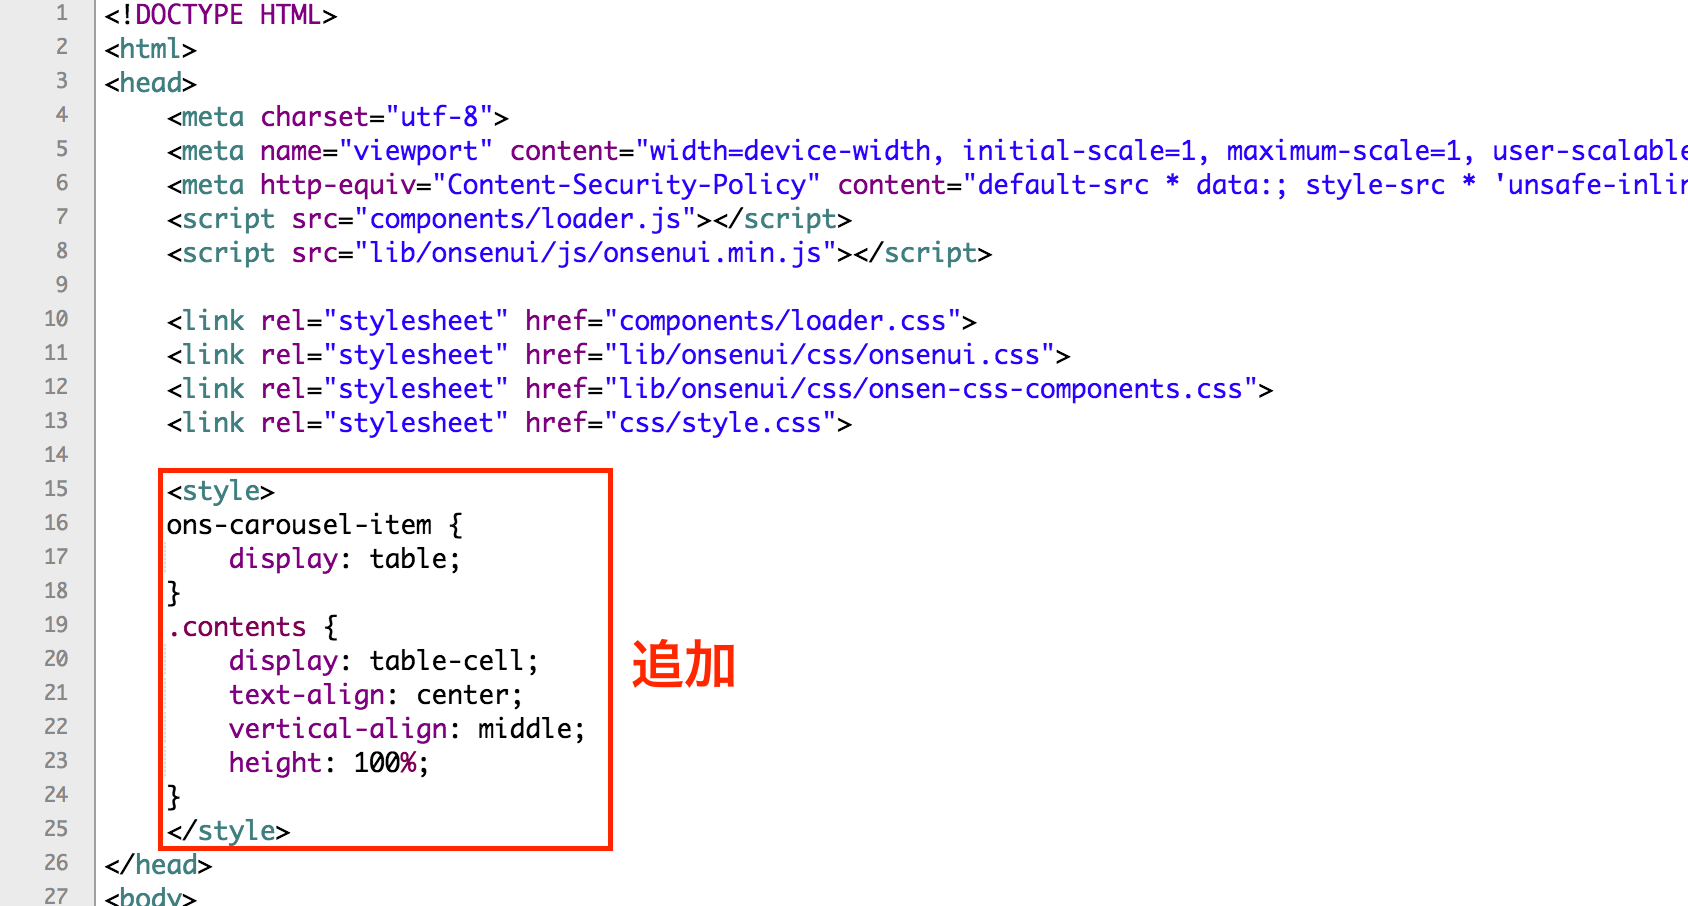 1 <!DOCTYPE HTML>
2 <html>
3 <head>
4 <meta charset="utf-8">
5 <meta name="viewport" content="width=device-width, initial-scale=1, maximum-scale=1, user-scalable
6 <meta http-equiv="Content-Security-Policy" content="default-src * data:; style-src * 'unsafe-inlin
7 <script src="components/loader.js"></script>
8 <script src="lib/onsenui/js/onsenui.min.js"></script>
9
10 <link rel="stylesheet" href="components/loader.css">
11 <link rel="stylesheet" href="lib/onsenui/css/onsenui.css">
12 <link rel="stylesheet" href="lib/onsenui/css/onsen-css-components.css">
13 <link rel="stylesheet" href="css/style.css">
14
15 <style>
16 ons-carousel-item {
17 display: table;
18 }
19 .contents {
20 display: table-cell;
追加
21 text-align: center;
22 vertical-align: middle;
23 height: 100%;
24 }
25 </style>
26 </head>
27 <body>